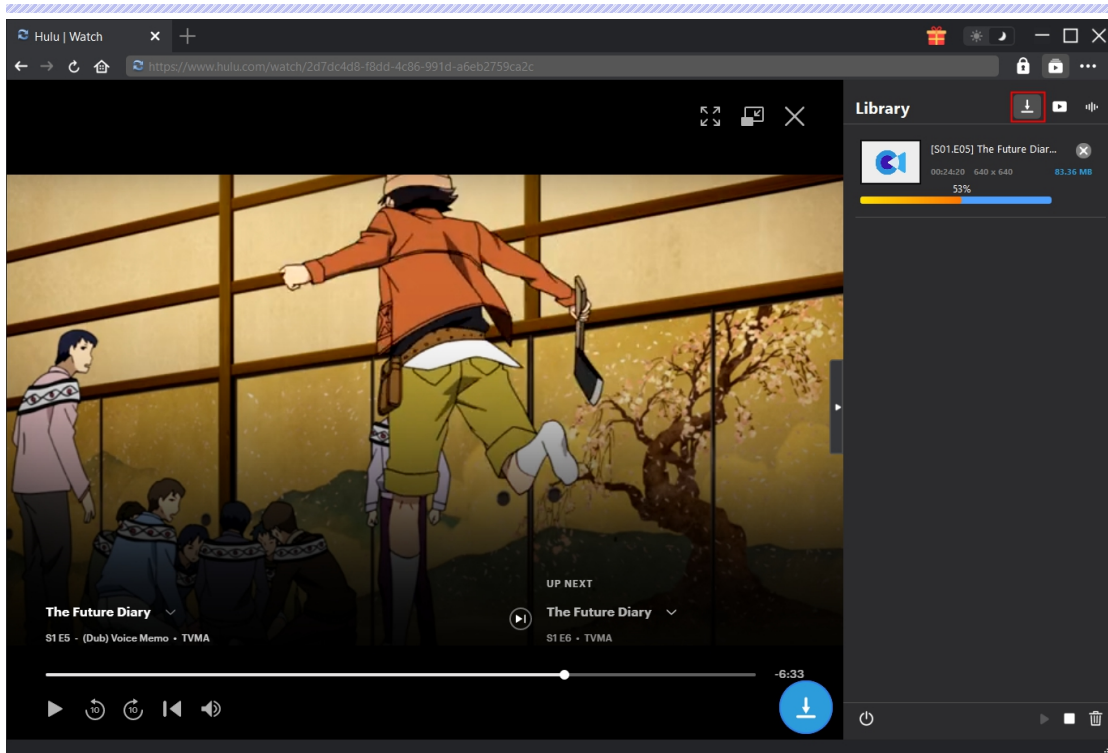 Hulu | Watch
https://www.hulu.com/watch/2d7dc4d8-f8dd-4c86-991d-a6eb2759ca2c
Library
[S01.E05] The Future Diar...
00:24:20 640 x 640 83.36 MB
53%
UP NEXT
The Future Diary
The Future Diary
S1 E5 - (Dub) Voice Memo • TVMA
S1 E6 • TVMA
-6:33
10
10